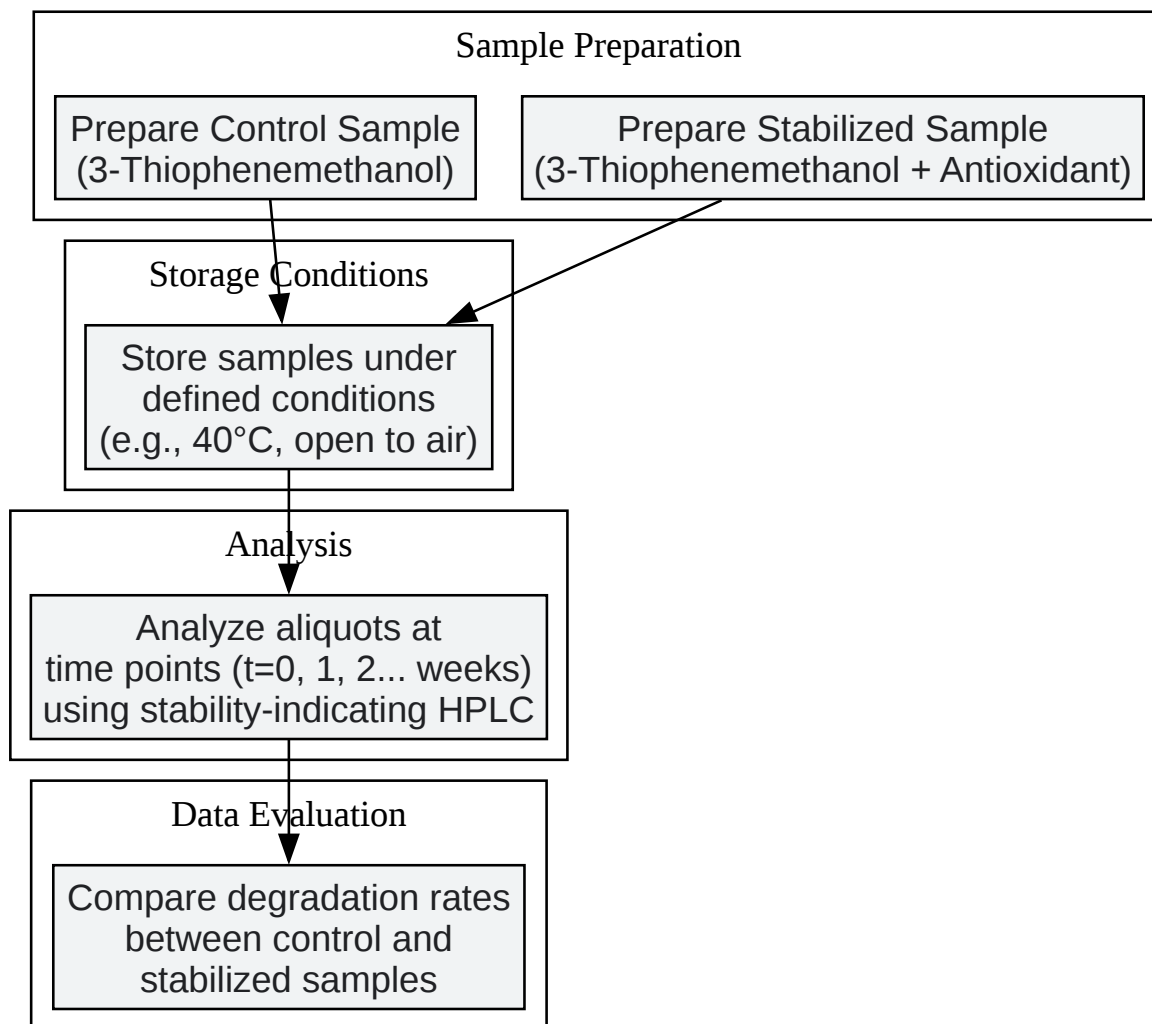 Sample Preparation
Prepare Control Sample
(3-Thiophenemethanol)
Prepare Stabilized Sample
(3-Thiophenemethanol + Antioxidant)
Storage Conditions
Store samples under
defined conditions
(e.g., 40°C, open to air)
Analysis
Analyze aliquots at
time points (t=0, 1, 2... weeks)
using stability-indicating HPLC
Data Evaluation
Compare degradation rates
between control and
stabilized samples